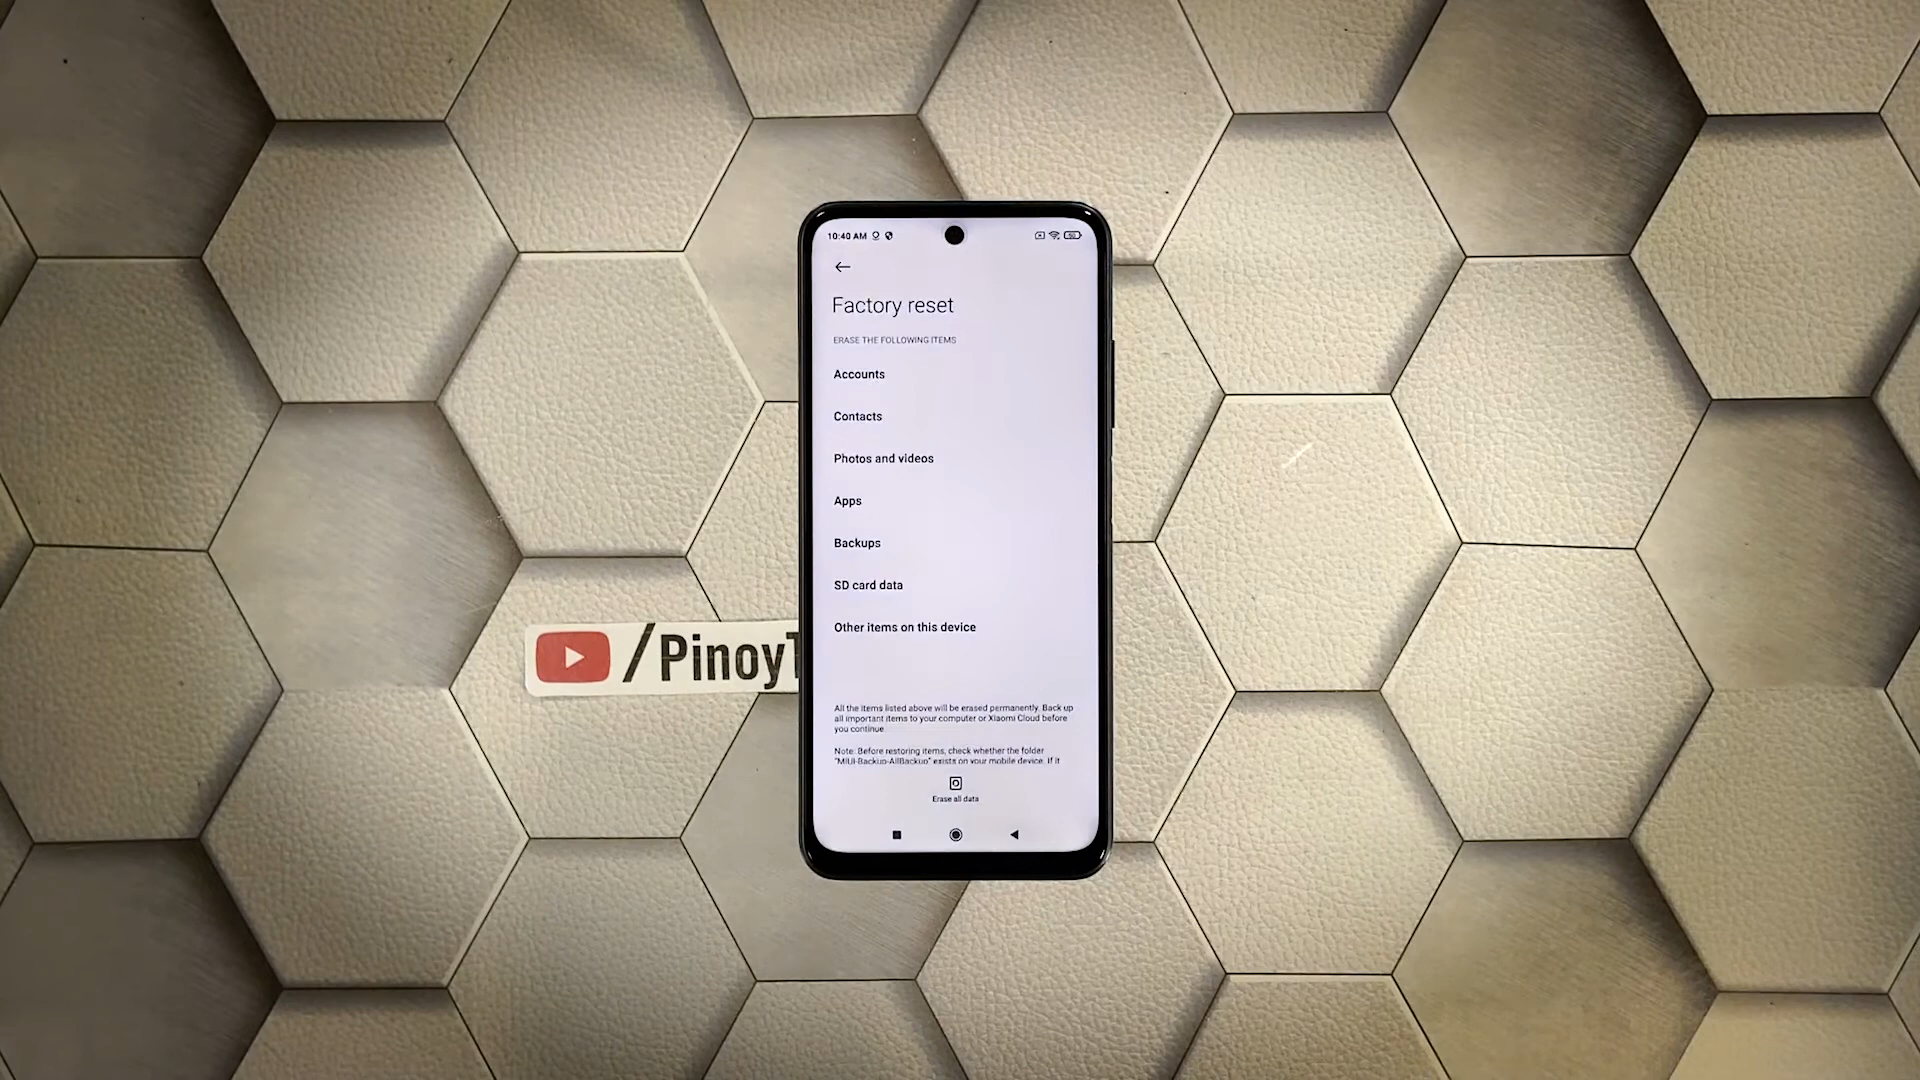 10:40 AM
50
Factory reset
ERASE THE FOLLOWING ITEMS
Accounts
Contacts
Photos and videos
Apps
Backups
SD card data
Other items on this device
/PinoyT
All the items listed above will be erased permanently. Back up
all important items to your computer or Xiaomi Cloud before
you continue.
Note: Before restoring items, check whether the folder
"MIUI-Backup-AllBackup" exists on your mobile device. If it
Erase all data